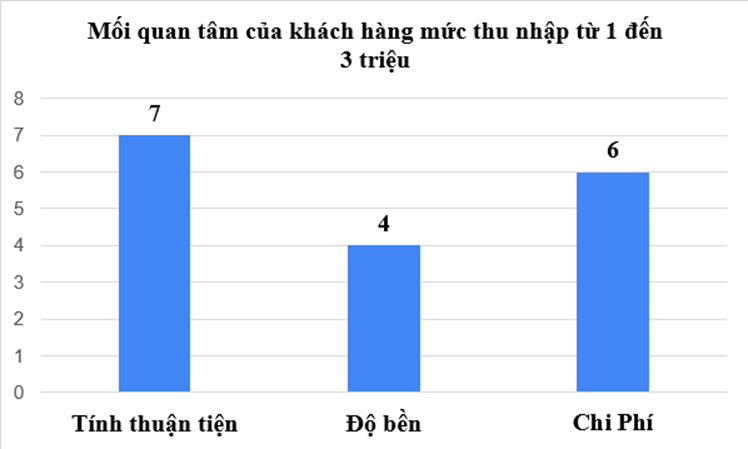 Mối quan tâm của khách hàng mức thu nhập từ 1 đến
3 triệu
8
7
6
5
4
3
2
1
0
7
4
6
Tính thuận tiện
Độ bền
Chi Phí